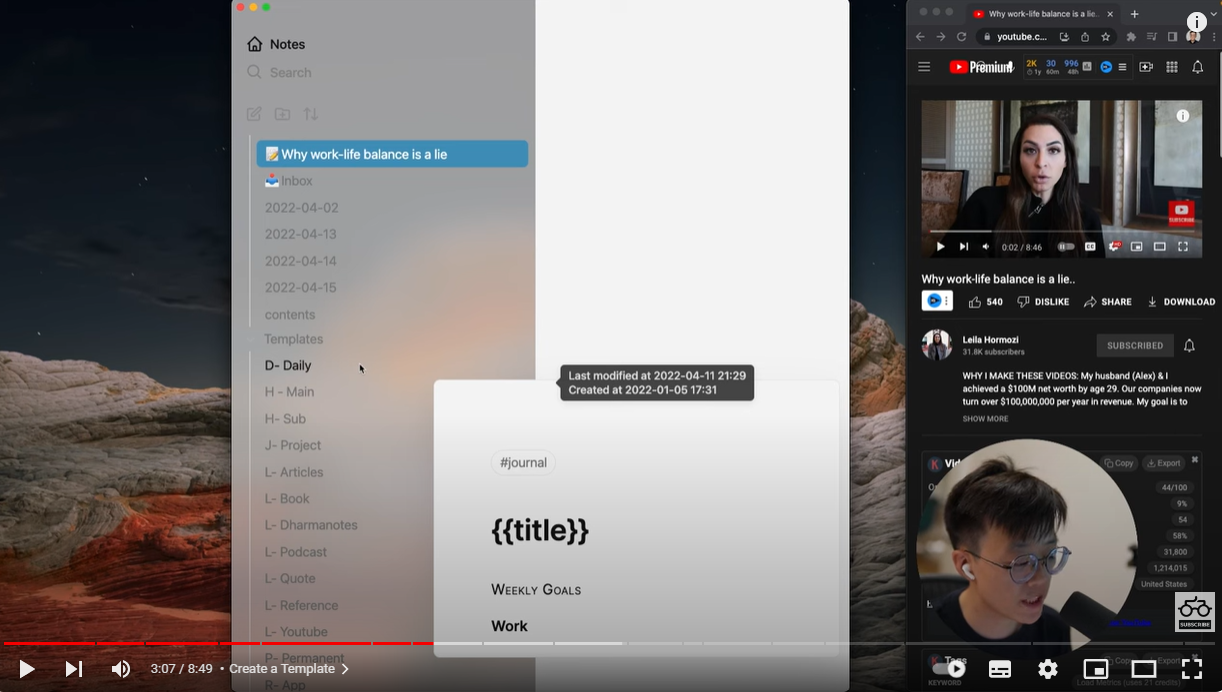 Notes
Search
Why work-life balance is a lie
Inbox
2022-04-02
2022-04-13
2022-04-14
2022-04-15
contents
Templates
D- Daily
H - Main
H- Sub
J- Project
L- Articles
L- Book
L- Dharmanotes
L- Podcast
L- Quote
L- Reference
L- Youtube
P- Permanent
R- App
Last modified at 2022-04-11 21:29
Created at 2022-01-05 17:31
#journal
{{title}}
Weekly Goals
Work
Why work-life balance is a lie..
youtube.c...
Premium
2K 30 996
1y 60m 48h
SUBSCRIBE
0:02 / 8:46
Why work-life balance is a lie..
540 DISLIKE SHARE DOWNLOAD
Leila Hormozi
31.8K subscribers
SUBSCRIBED
WHY I MAKE THESE VIDEOS: My husband (Alex) & I
achieved a $100M net worth by age 29. Our companies now
turn over $100,000,000 per year in revenue. My goal is to
SHOW MORE
Copy Export
44/100
9%
54
58%
31,800
1,214,015
United States
SUBSCRIBE
Tags
Export
KEYWORD
Load Metrics (uses 21 credits)
3:07 / 8:49 • Create a Template